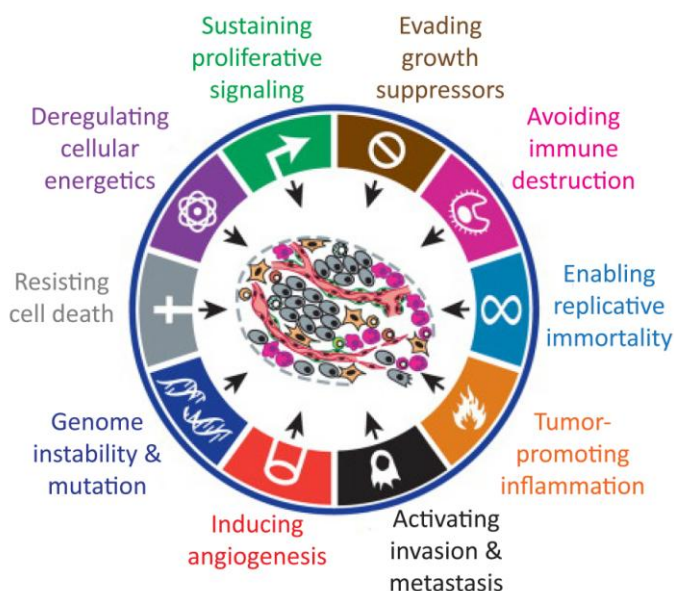 Sustaining
proliferative
signaling
Evading
growth
suppressors
Deregulating
cellular
energetics
Avoiding
immune
destruction
Resisting
cell death
Enabling
replicative
immortality
Genome
instability &
mutation
Tumor-
promoting
inflammation
Inducing
angiogenesis
Activating
invasion &
metastasis